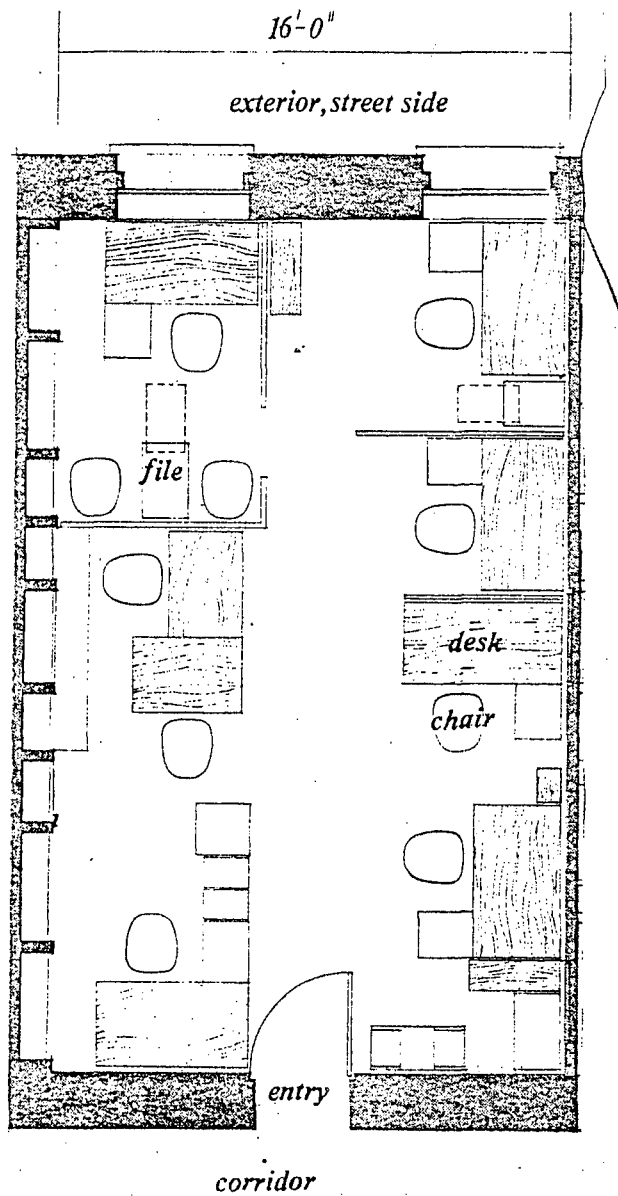 16'-0"
exterior, street side
file
desk
chair
entry
corridor